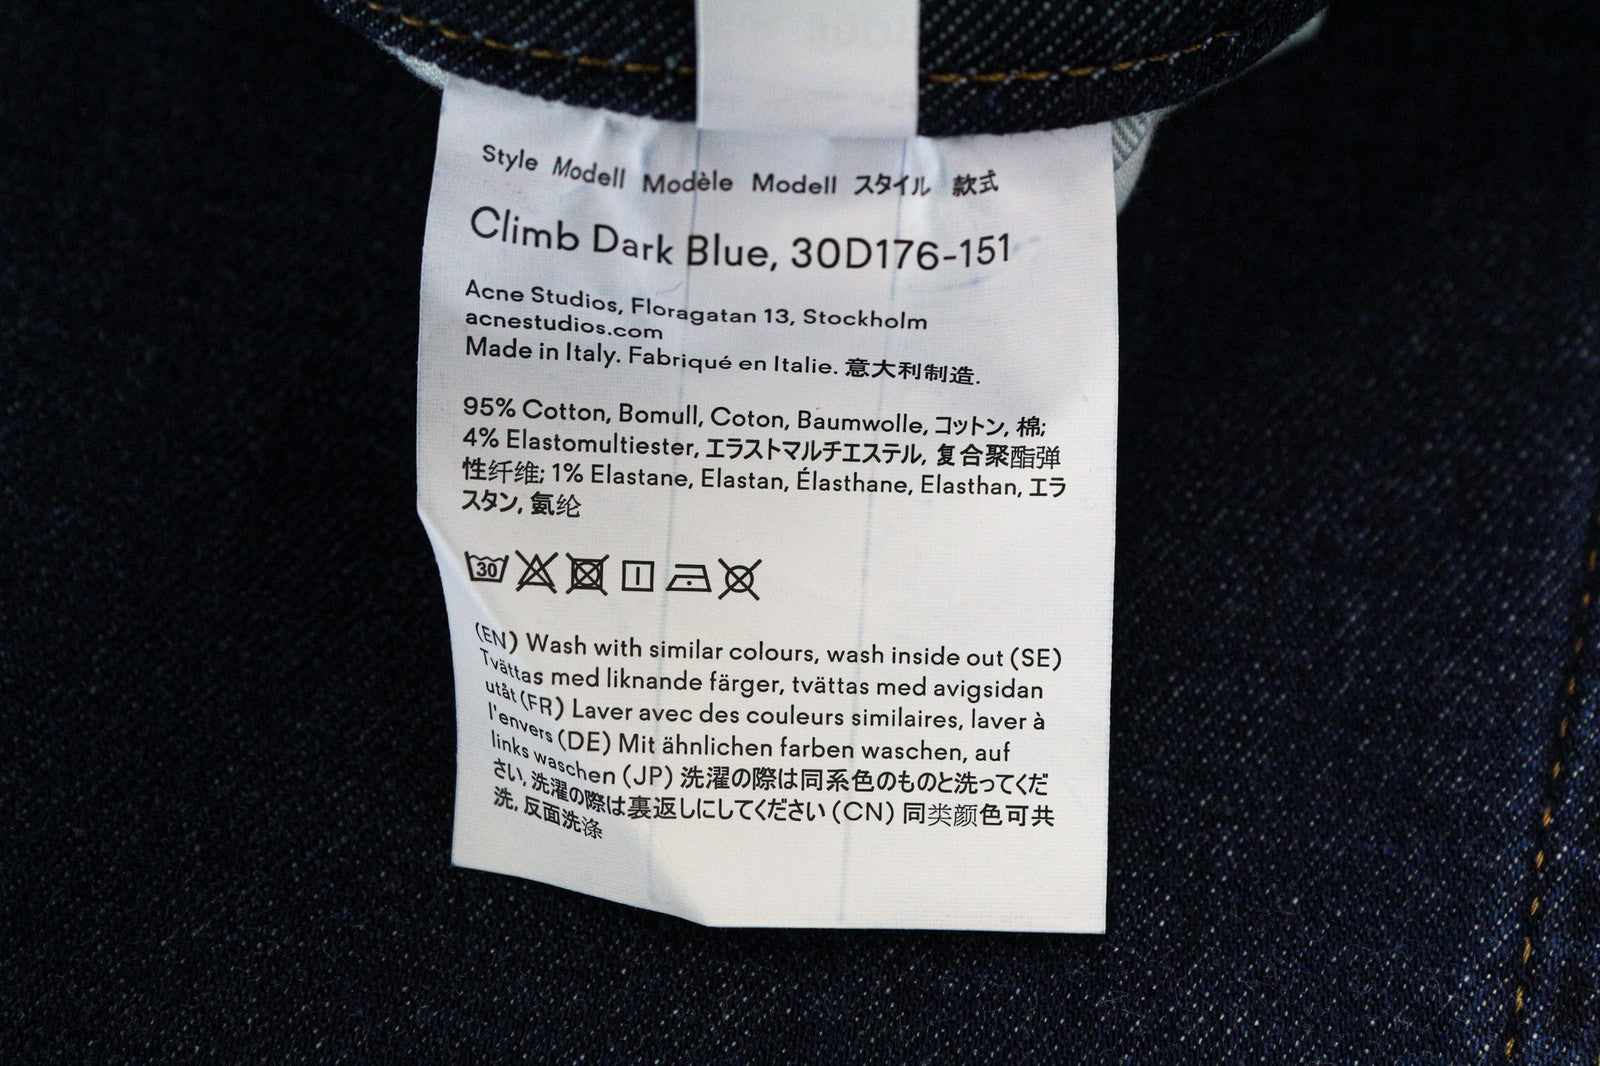 Style Modell Modèle Modell スタイル 款式
Climb Dark Blue, 30D176-151
Acne Studios, Floragatan 13, Stockholm
acnestudios.com
Made in Italy. Fabriqué en Italie. 意大利制造.
95% Cotton, Bomull, Coton, Baumwolle, コットン, 棉;
4% Elastomultiester, エラストマルチエステル, 复合聚酯弹
性纤维; 1% Elastane, Elastan, Élasthane, Elasthan, エラ
スタン, 氨纶
30
(EN) Wash with similar colours, wash inside out (SE)
Tvättas med liknande färger, tvättas med avigsidan
utåt (FR) Laver avec des couleurs similaires, laver à
l'envers (DE) Mit ähnlichen farben waschen, auf
links waschen (JP) 洗濯の際は同系色のものと洗ってくだ
さい, 洗濯の際は裏返しにしてください (CN) 同类颜色可共
洗, 反面洗涤